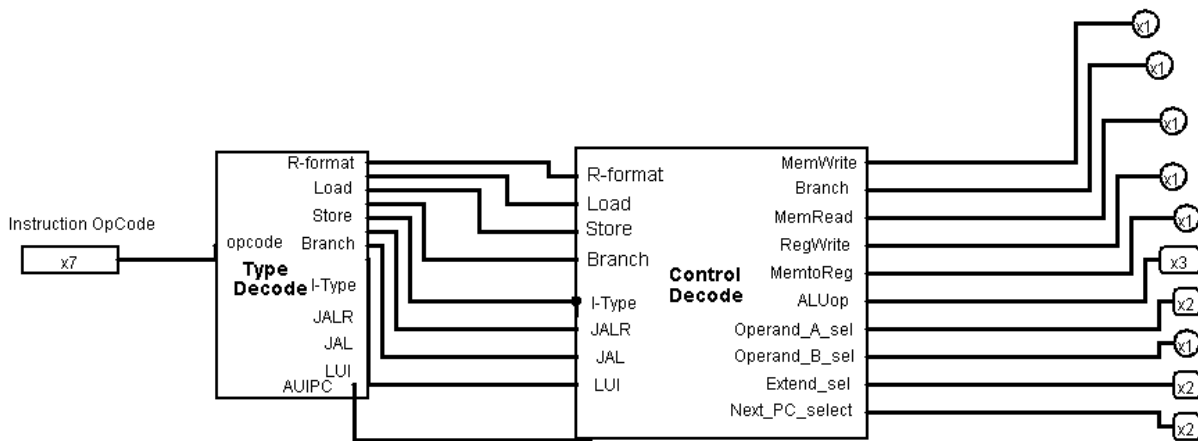 Instruction OpCode
x7
opcode
Type
Decode
R-format
Load
Store
Branch
I-Type
JALR
JAL
LUI
AUIPC
R-format
Load
Store
Branch
I-Type
JALR
JAL
LUI
Control
Decode
MemWrite
Branch
MemRead
RegWrite
MemtoReg
ALUop
Operand_A_sel
Operand_B_sel
Extend_sel
Next_PC_select
x1
x1
x1
x1
x1
x3
x2
x1
x2
x2